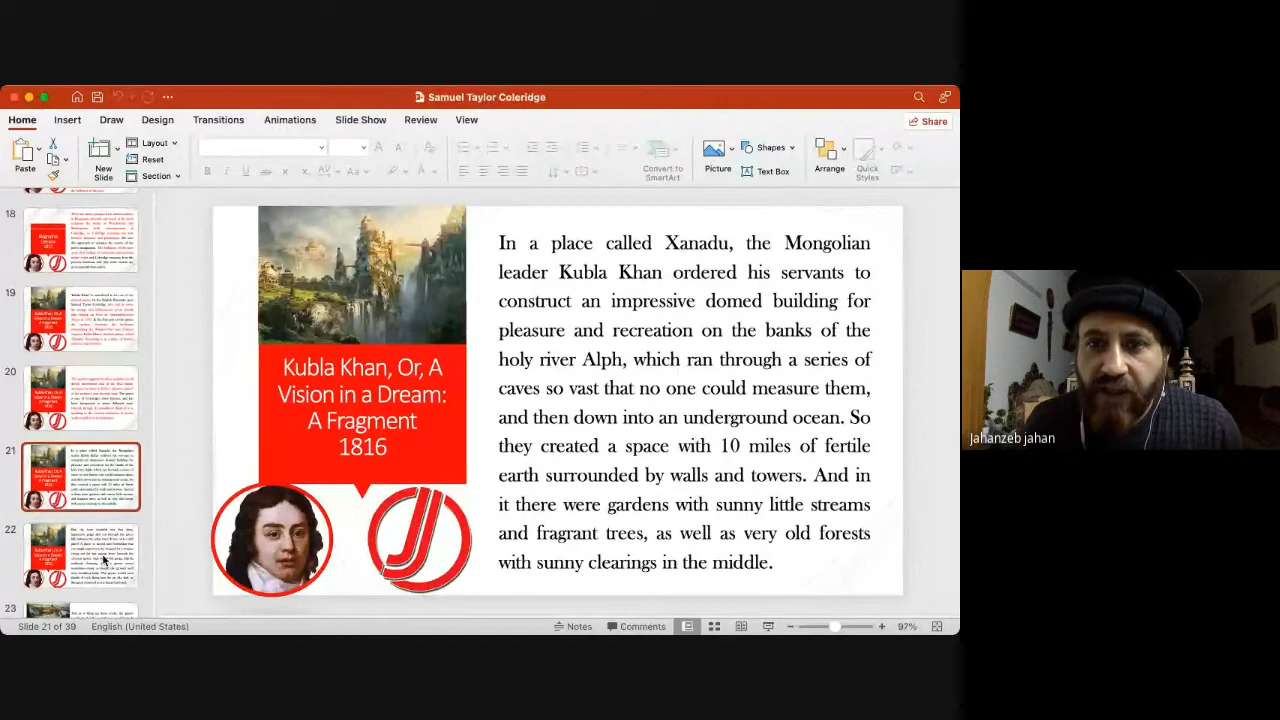 Samuel Taylor Coleridge
Home Insert Draw Design Transitions Animations Slide Show Review View
Share
Paste
New
Slide
Layout
Reset
Section
Convert to
SmartArt
Picture
Shapes
Text Box
Arrange
Quick
Styles
18
19
20
21
22
23
Kubla Khan, Or, A
Vision in a Dream:
A Fragment
1816
In a place called Xanadu, the Mongolian
leader Kubla Khan ordered his servants to
construct an impressive domed building for
pleasure and recreation on the banks of the
holy river Alph, which ran through a series of
caves so vast that no one could measure them,
and then down into an underground ocean. So
they created a space with 10 miles of fertile
earth surrounded by walls and towers. And in
it there were gardens with sunny little streams
and fragrant trees, as well as very old forests
with sunny clearings in the middle.
Jahanzeb jahan
Slide 21 of 39 English (United States)
Notes Comments 97%